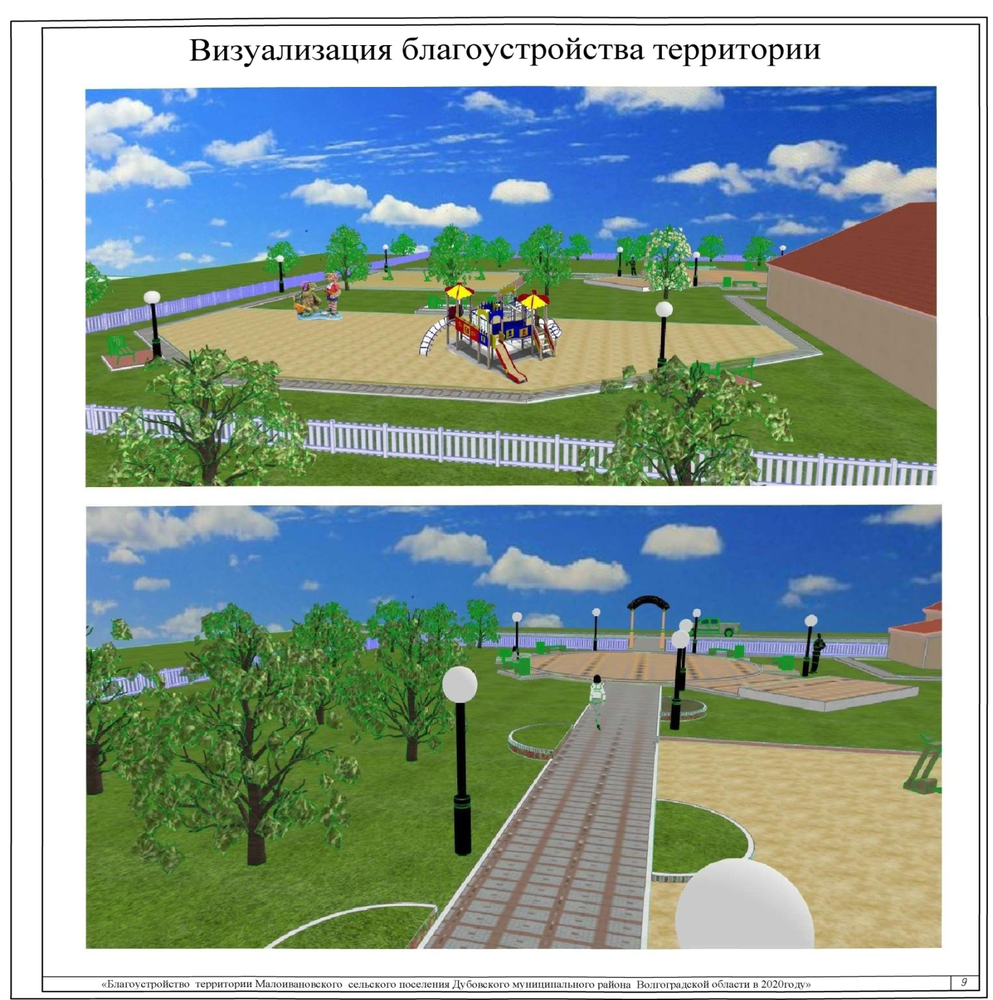 Визуализация благоустройства территории
«Благоустройство территории Малоивановского сельского поселения Дубовского муниципального района Волгоградской области в 2020году»
9